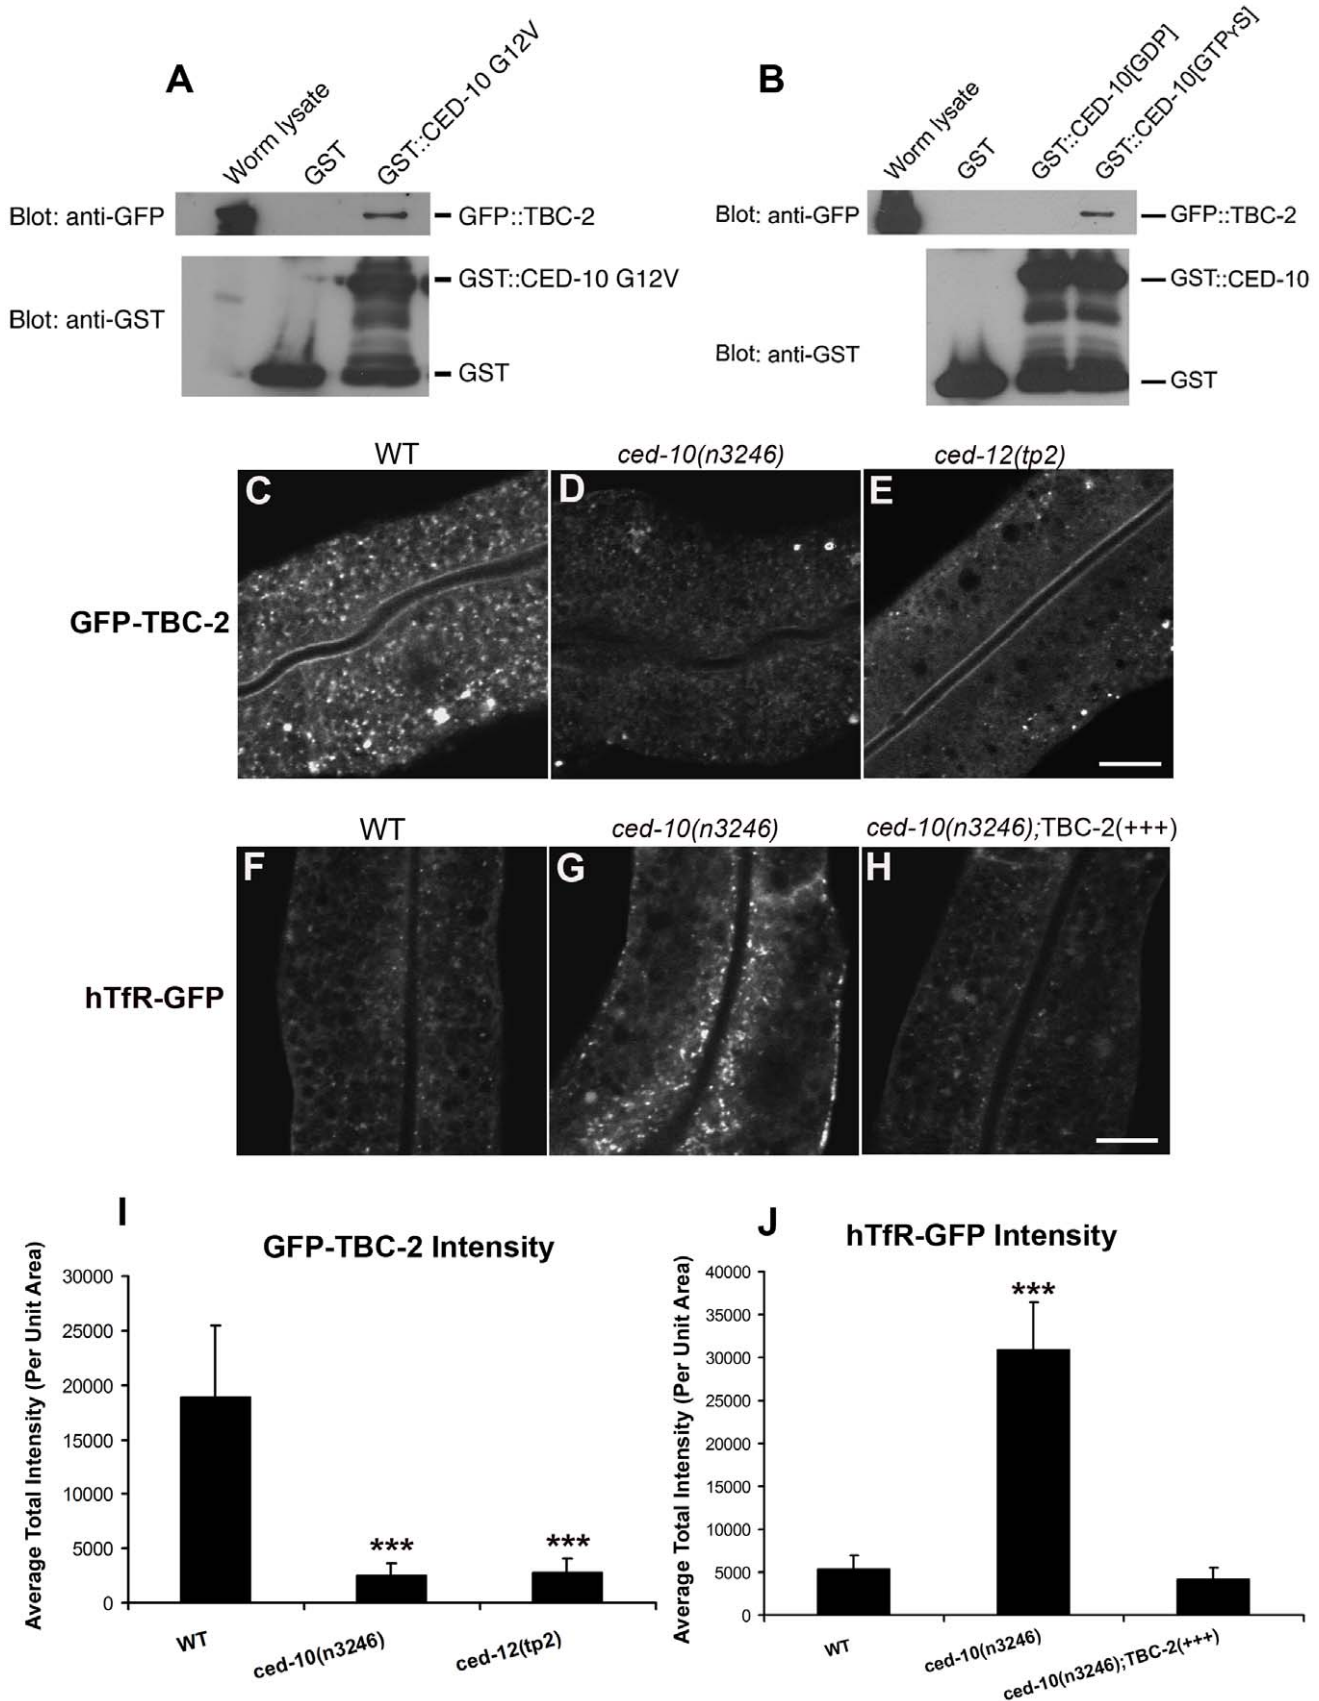 A
Worm lysate
GST
GST::CED-10 G12V
Blot: anti-GFP
GFP::TBC-2
GST::CED-10 G12V
Blot: anti-GST
GST
B
Worm lysate
GST
GST::CED-10[GDP]
GST::CED-10[GTPγS]
Blot: anti-GFP
GFP::TBC-2
GST::CED-10
Blot: anti-GST
GST
WT
ced-10(n3246)
ced-12(tp2)
C
D
E
GFP-TBC-2
WT
ced-10(n3246)
ced-10(n3246);TBC-2(+++)
F
G
H
hTfR-GFP
I
GFP-TBC-2 Intensity
Average Total Intensity (Per Unit Area)
30000
25000
20000
15000
10000
5000
0
***
***
WT
ced-10(n3246)
ced-12(tp2)
J
hTfR-GFP Intensity
Average Total Intensity (Per Unit Area)
40000
35000
30000
25000
20000
15000
10000
5000
0
***
WT
ced-10(n3246)
ced-10(n3246);TBC-2(+++)